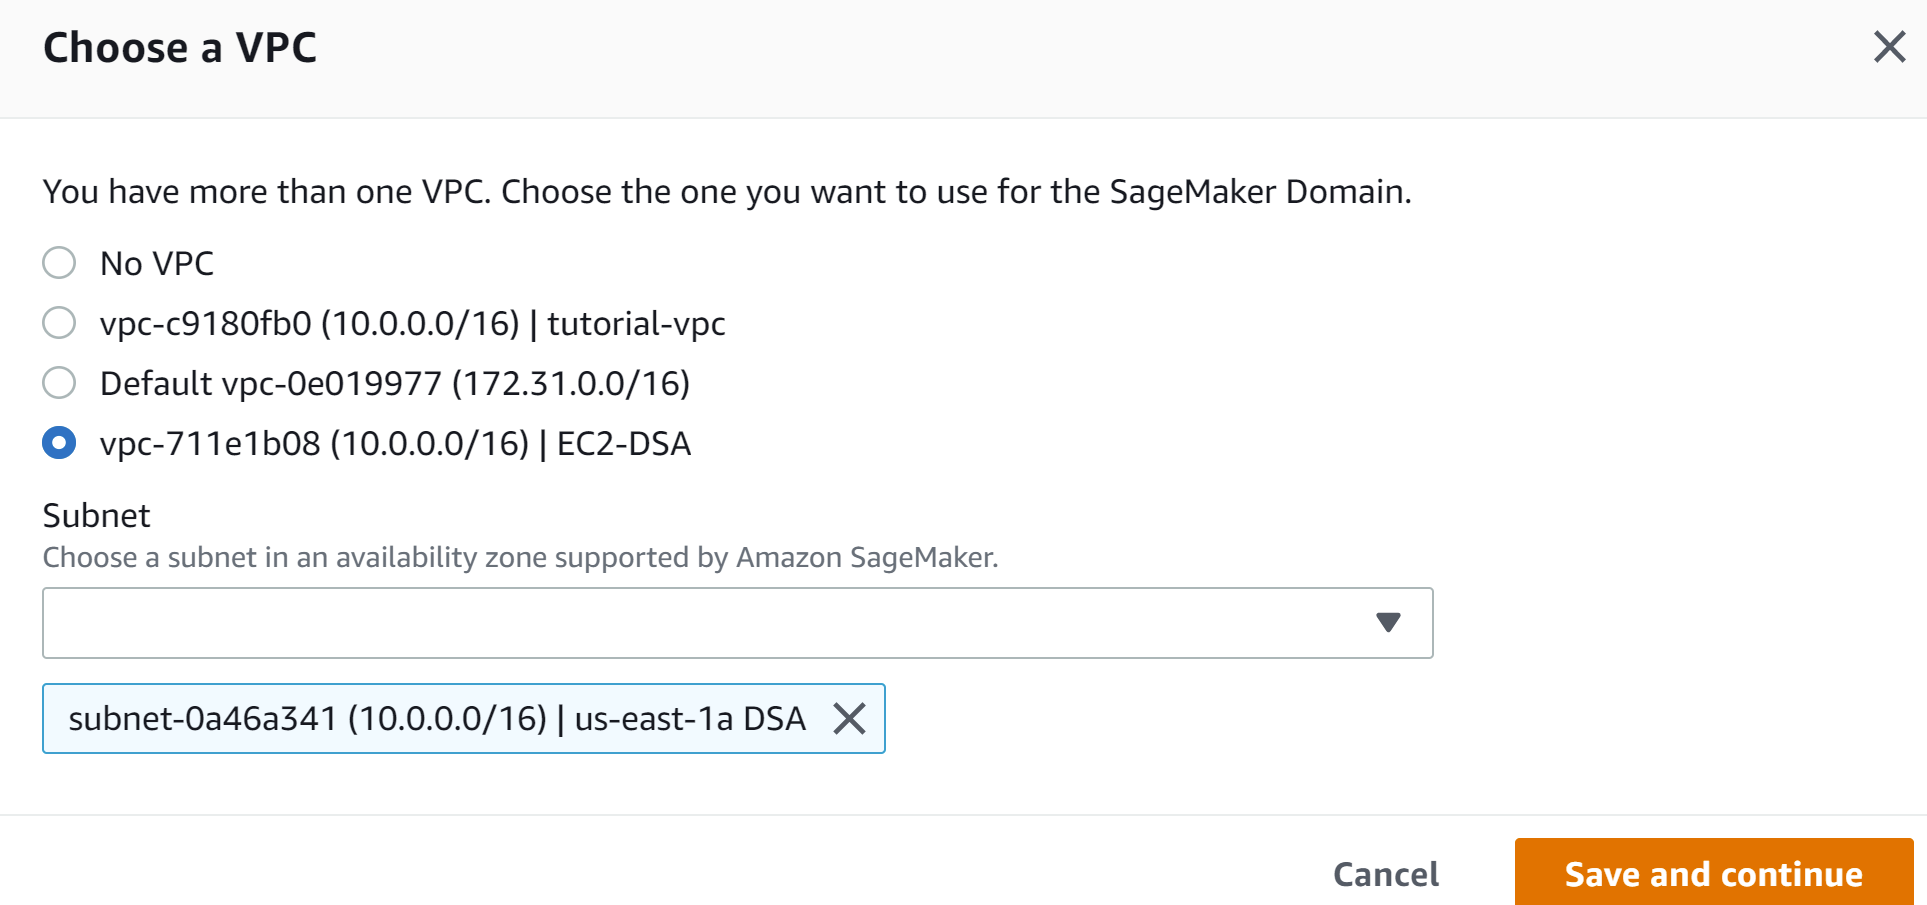 Choose a VPC
You have more than one VPC. Choose the one you want to use for the SageMaker Domain.
No VPC
vpc-c9180fb0 (10.0.0.0/16) | tutorial-vpc
Default vpc-0e019977 (172.31.0.0/16)
vpc-711e1b08 (10.0.0.0/16) | EC2-DSA
Subnet
Choose a subnet in an availability zone supported by Amazon SageMaker.
subnet-0a46a341 (10.0.0.0/16) | us-east-1a DSA
Cancel
Save and continue